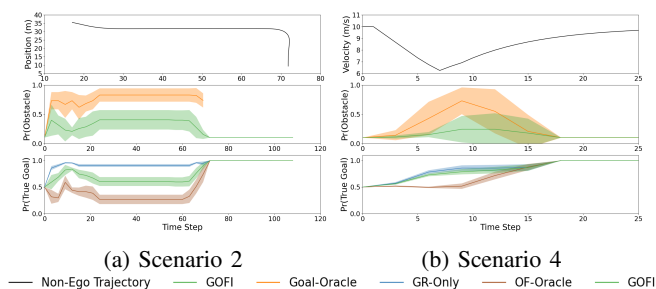 Position (m)
40
35
30
25
20
15
10
5
10 20 30 40 50 60 70 80
Pr(Obstacle)
1.0
0.5
0.0
0 20 40 60 80 100 120
Pr(True Goal)
1.0
0.5
0.0
0 20 40 60 80 100 120
Time Step
Velocity (m/s)
11
10
9
8
7
6
0 5 10 15 20 25
Pr(Obstacle)
1.0
0.5
0.0
0 5 10 15 20 25
Pr(True Goal)
1.0
0.5
0.0
0 5 10 15 20 25
Time Step
(a) Scenario 2
(b) Scenario 4
Non-Ego Trajectory GOFI Goal-Oracle GR-Only OF-Oracle GOFI